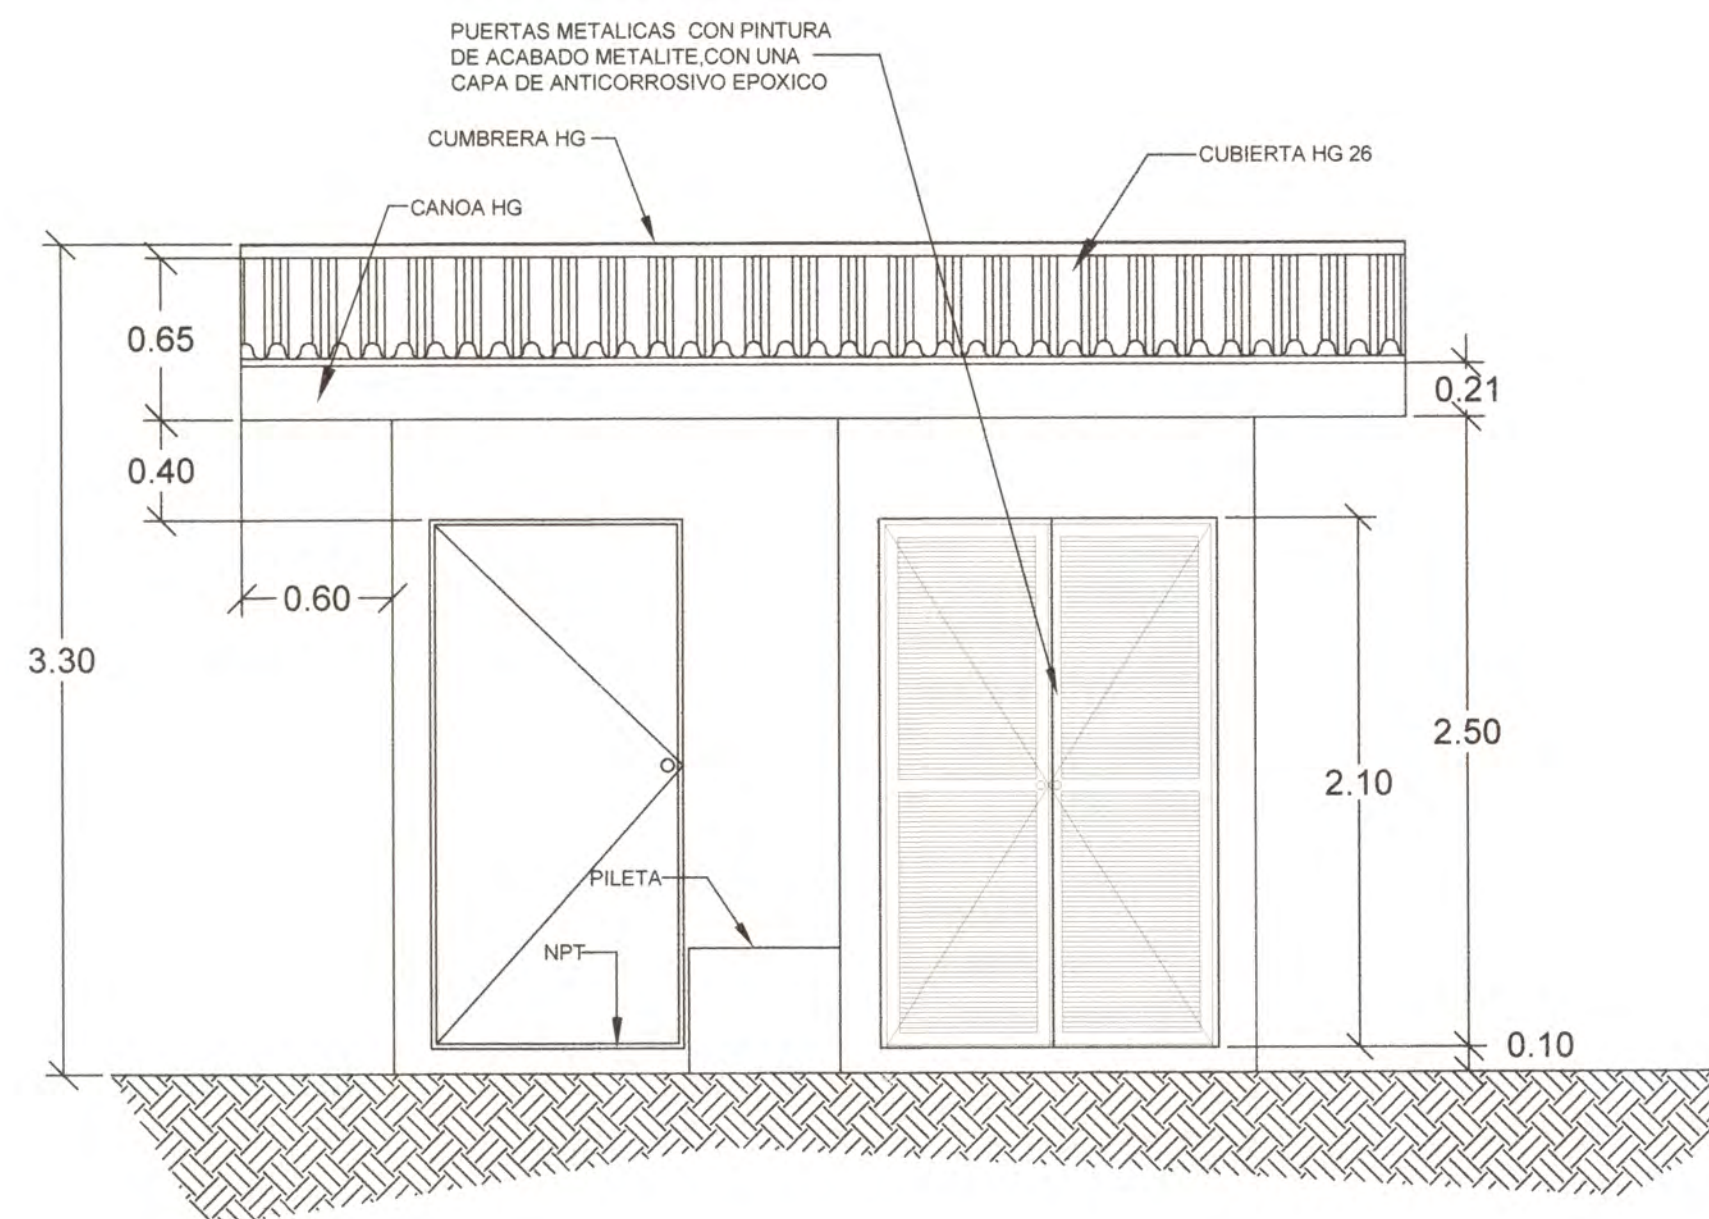 PUERTAS METALICAS CON PINTURA
DE ACABADO METALITE,CON UNA
CAPA DE ANTICORROSIVO EPOXICO
CUMBRERA HG
CUBIERTA HG 26
CANOA HG
0.65
0.21
0.40
0.60
3.30
2.50
2.10
PILETA
NPT
0.10